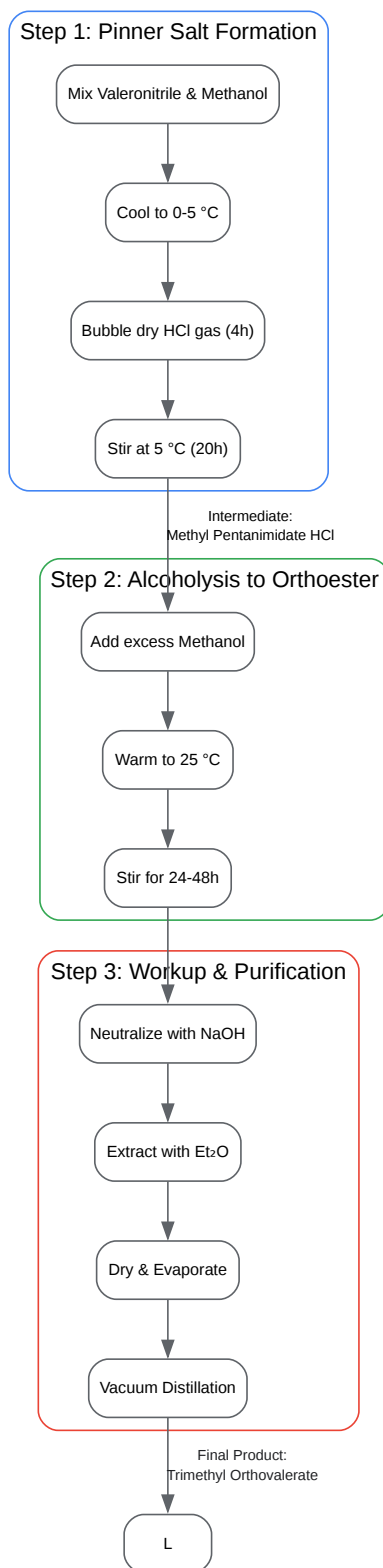 Step 1: Pinner Salt Formation
Mix Valeronitrile & Methanol
Cool to 0-5 °C
Bubble dry HCl gas (4h)
Stir at 5 °C (20h)
Intermediate:
Methyl Pentanimidate HCl
Step 2: Alcoholysis to Orthoester
Add excess Methanol
Warm to 25 °C
Stir for 24-48h
Step 3: Workup & Purification
Neutralize with NaOH
Extract with Et₂O
Dry & Evaporate
Vacuum Distillation
Final Product:
Trimethyl Orthovalerate
L